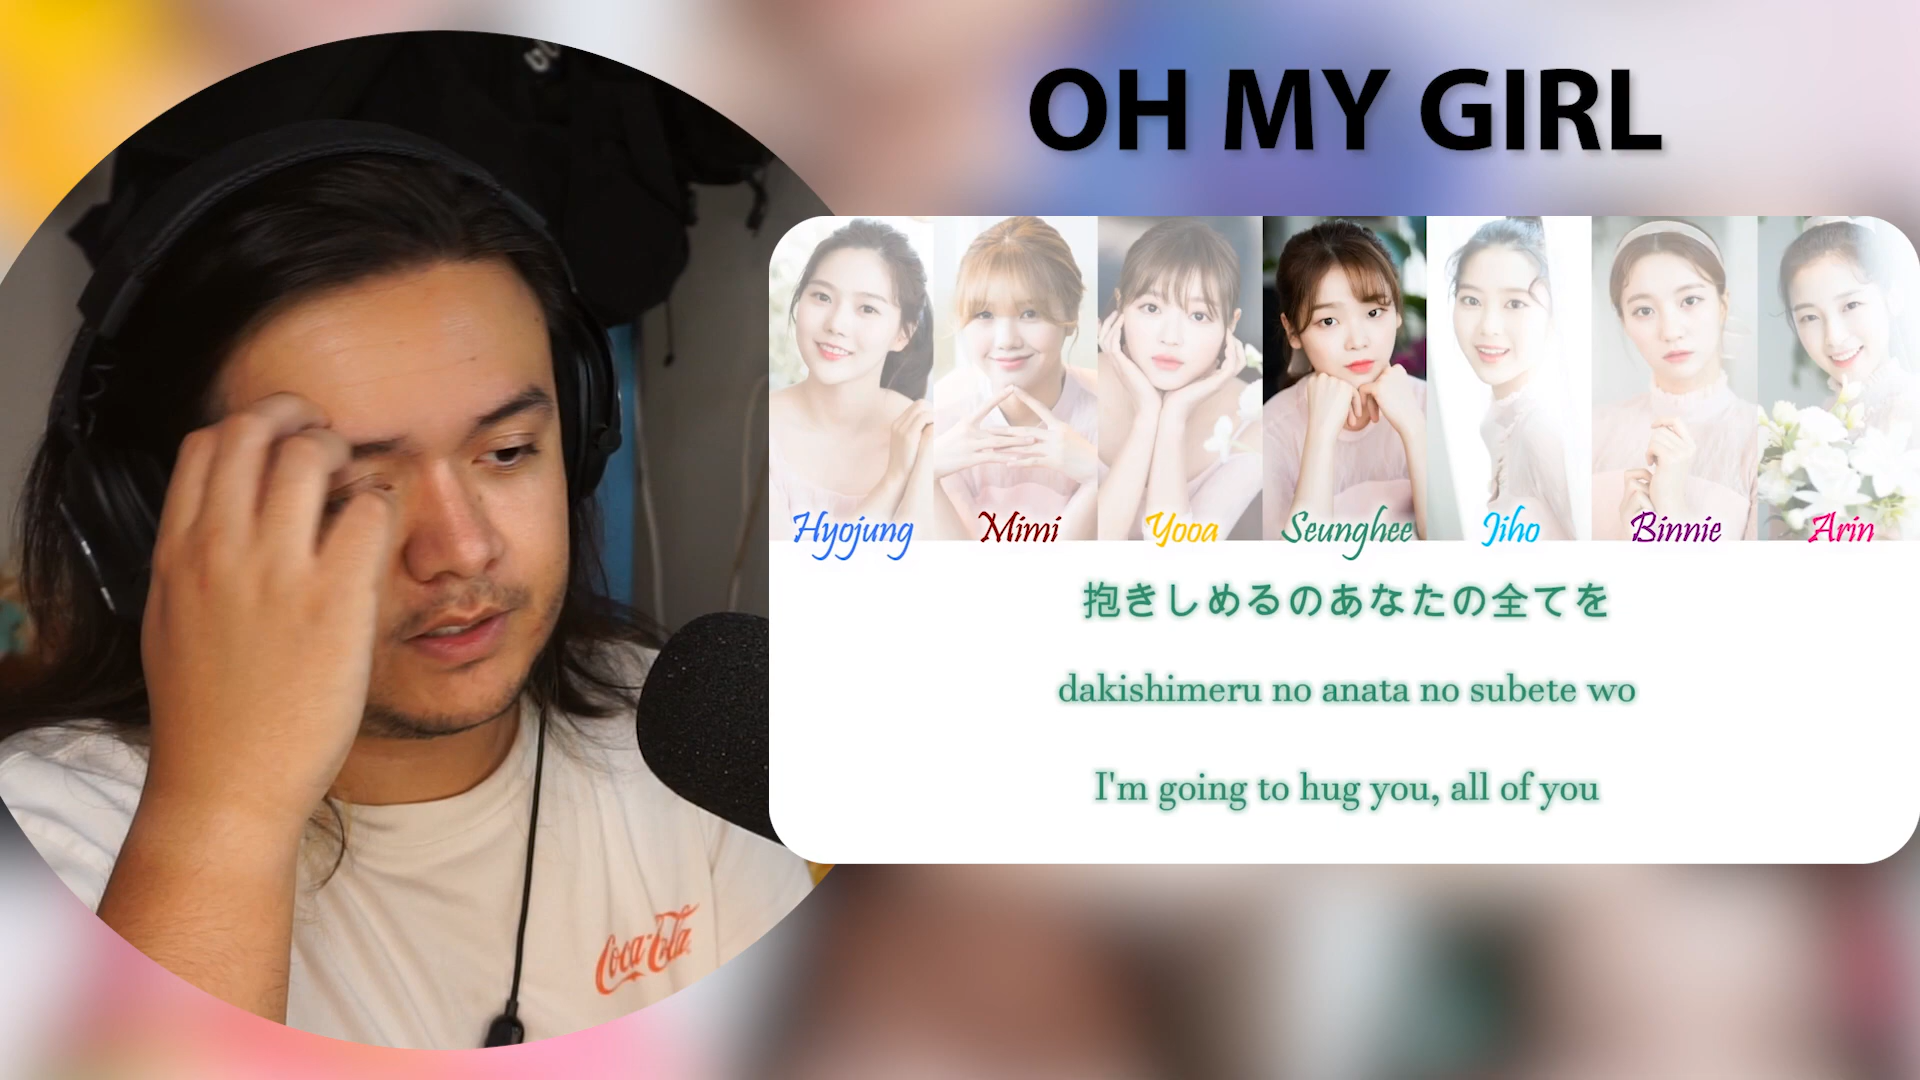 OH MY GIRL
Hyojung Mimi Yooa Seunghee Jiho Binnie Arin
抱きしめるのあなたの全てを
dakishimeru no anata no subete wo
I'm going to hug you, all of you
Coca-Cola